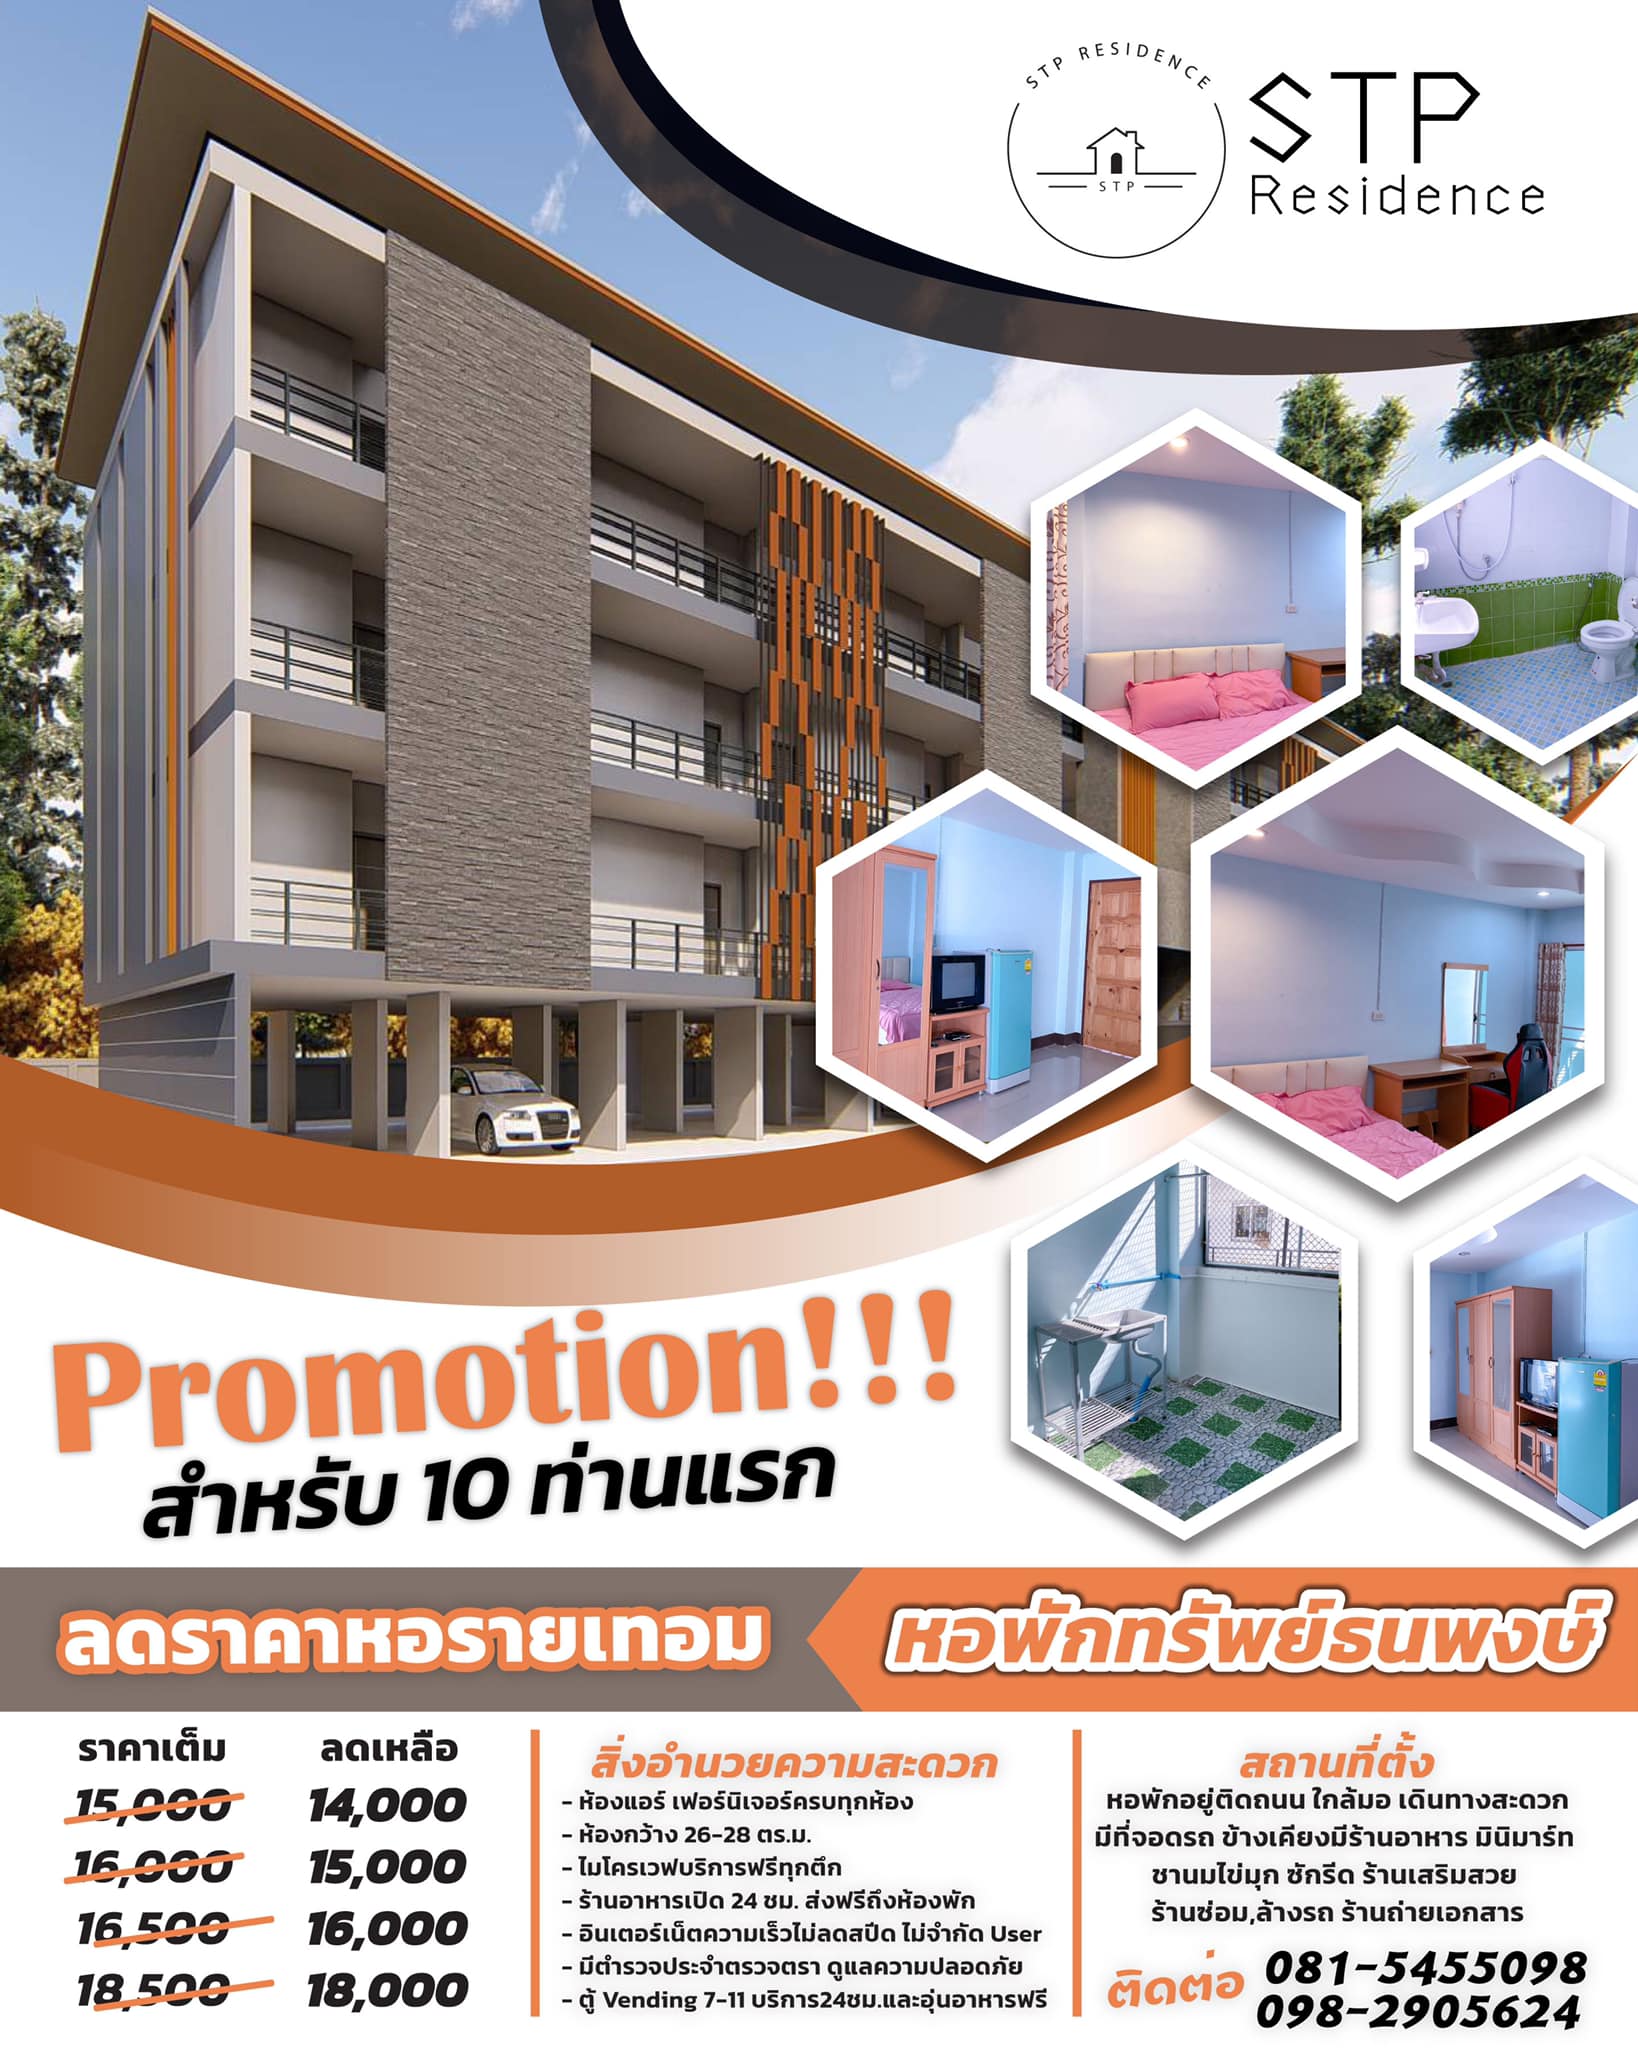 STP RESIDENCE
STP
STP
Residence
Promotion!!!
สำหรับ 10 ท่านแรก
ลดราคาหอรายเทอม
หอพักทรัพย์ธนพงษ์
ราคาเต็ม ลดเหลือ
15,000 14,000
16,000 15,000
16,500 16,000
18,500 18,000
สิ่งอำนวยความสะดวก
- ห้องแอร์ เฟอร์นิเจอร์ครบทุกห้อง
- ห้องกว้าง 26-28 ตร.ม.
- ไมโครเวฟบริการฟรีทุกตึก
- ร้านอาหารเปิด 24 ชม. ส่งฟรีถึงห้องพัก
- อินเตอร์เน็ตความเร็วไม่ลดสปีด ไม่จำกัด User
- มีตำรวจประจำตรวจตรา ดูแลความปลอดภัย
- ตู้ Vending 7-11 บริการ24ชม.และอุ่นอาหารฟรี
สถานที่ตั้ง
หอพักอยู่ติดถนน ใกล้มอ เดินทางสะดวก
มีที่จอดรถ ข้างเคียงมีร้านอาหาร มินิมาร์ท
ชานมไข่มุก ซักรีด ร้านเสริมสวย
ร้านซ่อม,ล้างรถ ร้านถ่ายเอกสาร
ติดต่อ 081-5455098
098-2905624